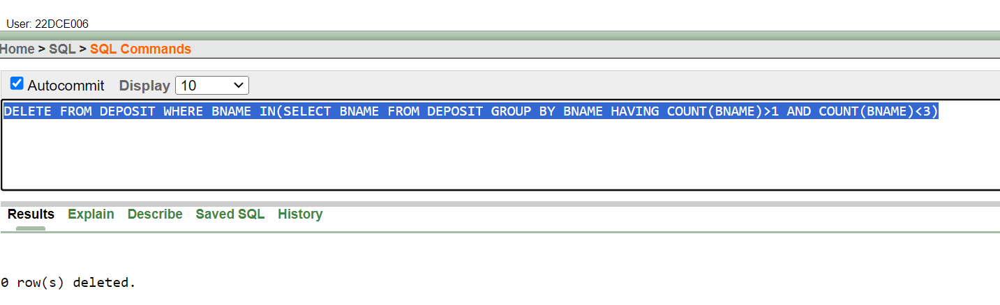 User: 22DCE006
Home > SQL > SQL Commands
Autocommit Display 10
DELETE FROM DEPOSIT WHERE BNAME IN(SELECT BNAME FROM DEPOSIT GROUP BY BNAME HAVING COUNT(BNAME)>1 AND COUNT(BNAME)<3)
Results Explain Describe Saved SQL History
0 row(s) deleted.